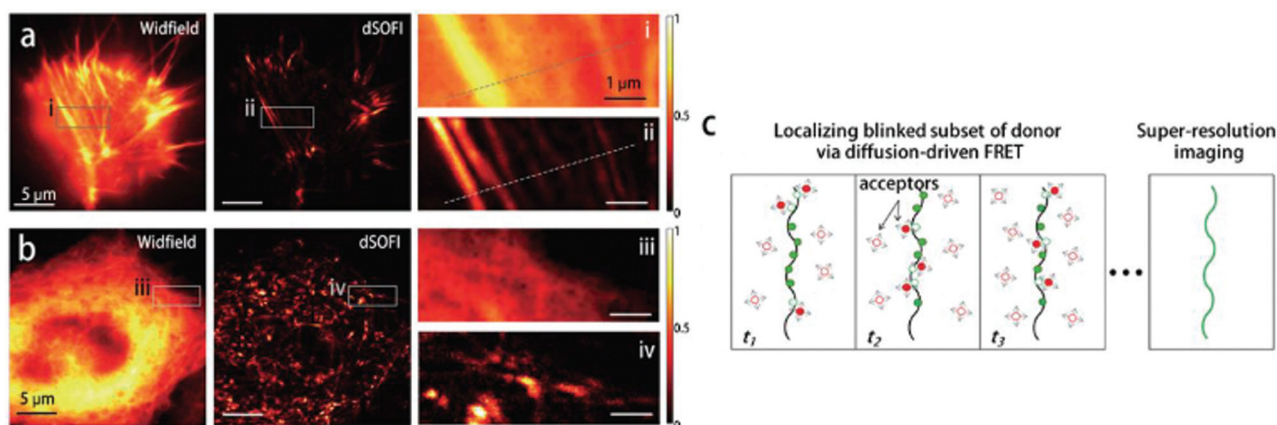 a
Widfield
dSOFI
i
ii
5 µm
i
1 µm
ii
1
0.5
0
b
Widfield
dSOFI
iii
iv
5 µm
iii
iv
1
0.5
0
C
Localizing blinked subset of donor
via diffusion-driven FRET
Super-resolution
imaging
acceptors
t1
t2
t3